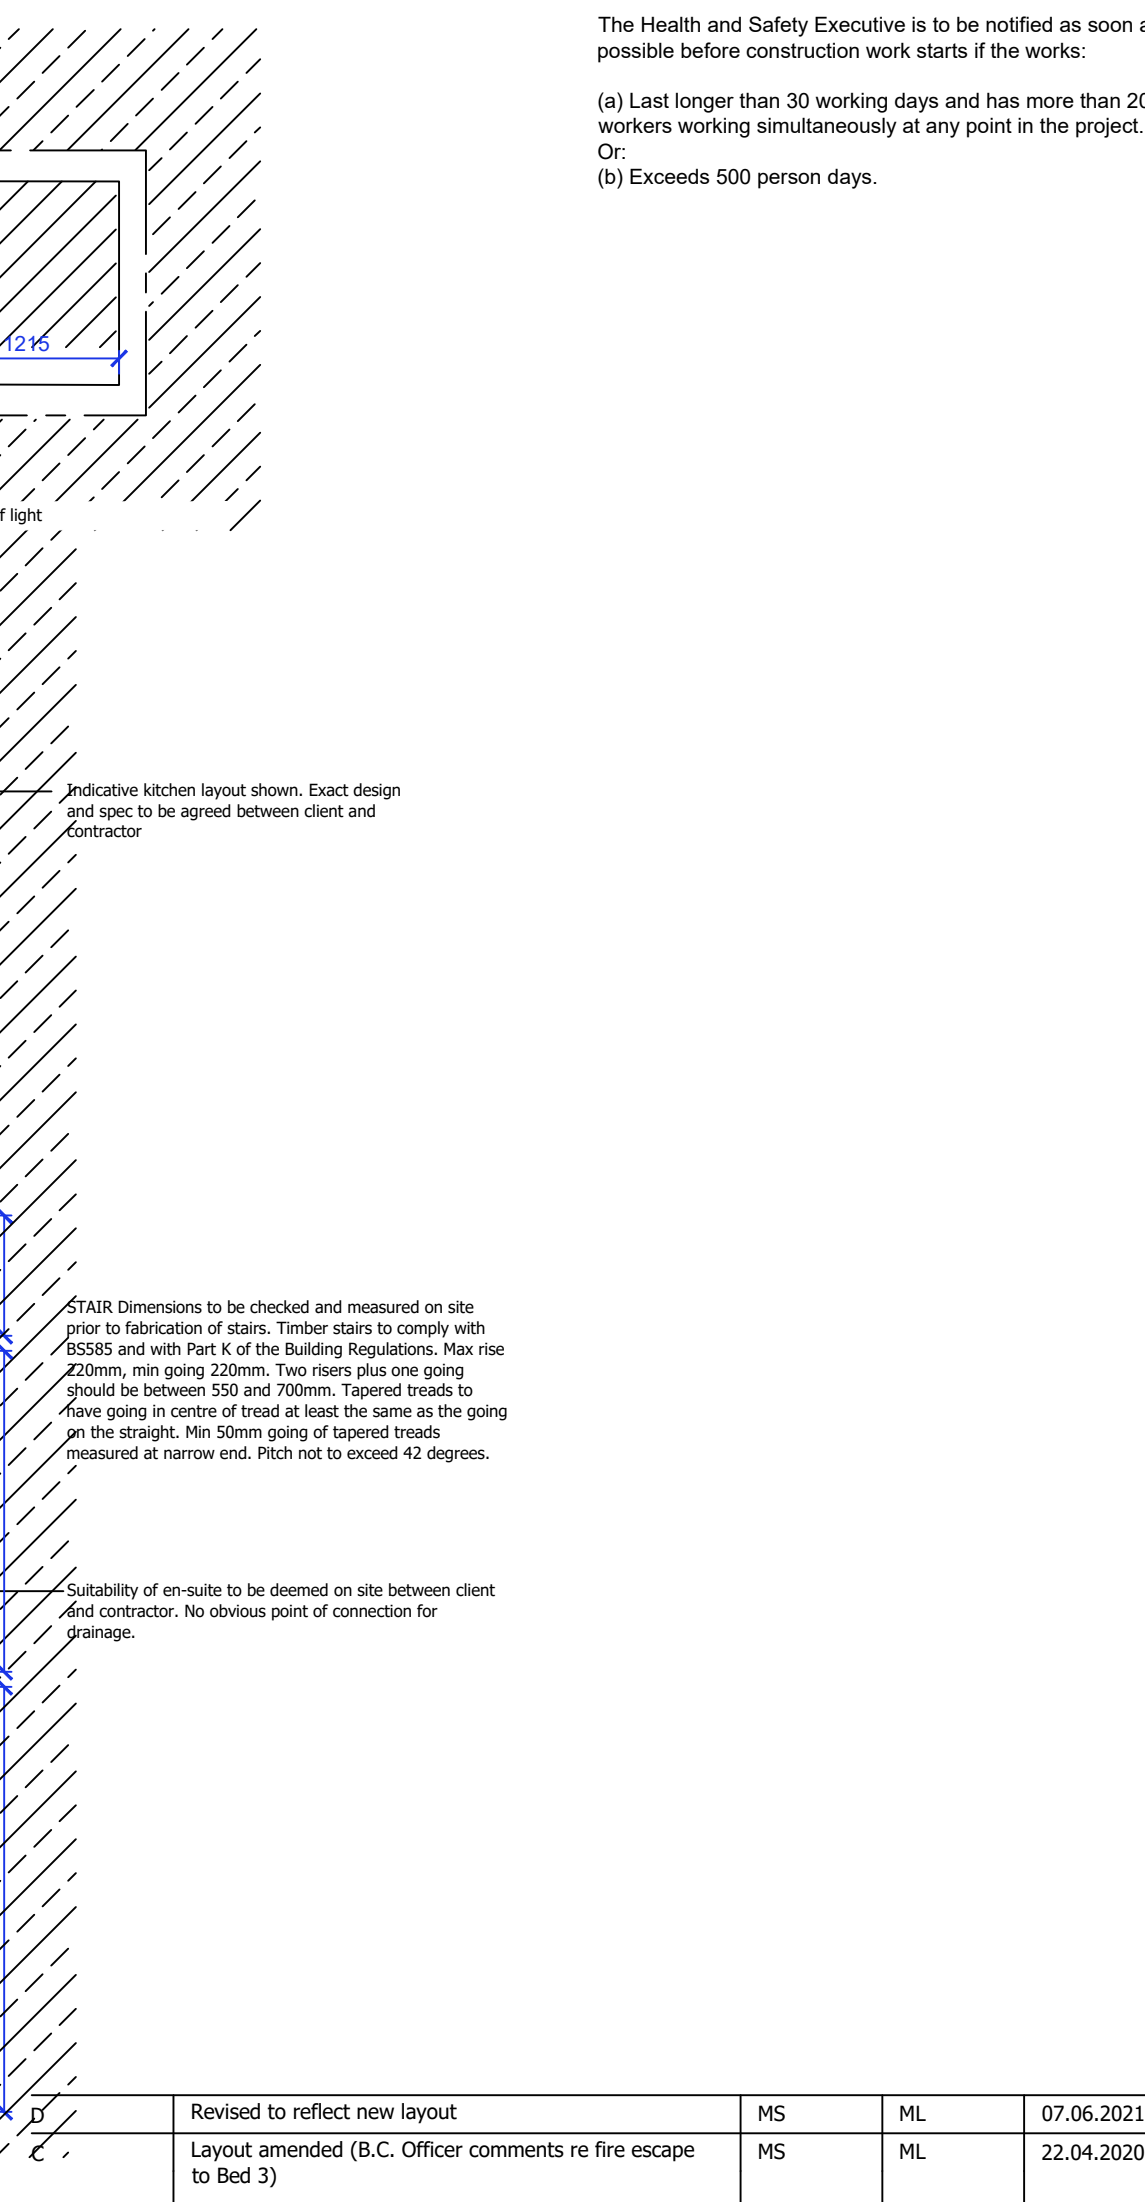 The Health and Safety Executive is to be notified as soon a
possible before construction work starts if the works:
(a) Last longer than 30 working days and has more than 20
workers working simultaneously at any point in the project.
Or:
(b) Exceeds 500 person days.
1215
f light
Indicative kitchen layout shown. Exact design
and spec to be agreed between client and
contractor
STAIR Dimensions to be checked and measured on site
prior to fabrication of stairs. Timber stairs to comply with
BS585 and with Part K of the Building Regulations. Max rise
220mm, min going 220mm. Two risers plus one going
should be between 550 and 700mm. Tapered treads to
have going in centre of tread at least the same as the going
on the straight. Min 50mm going of tapered treads
measured at narrow end. Pitch not to exceed 42 degrees.
Suitability of en-suite to be deemed on site between client
and contractor. No obvious point of connection for
drainage.
D Revised to reflect new layout MS ML 07.06.2021
C Layout amended (B.C. Officer comments re fire escape MS ML 22.04.2020
to Bed 3)